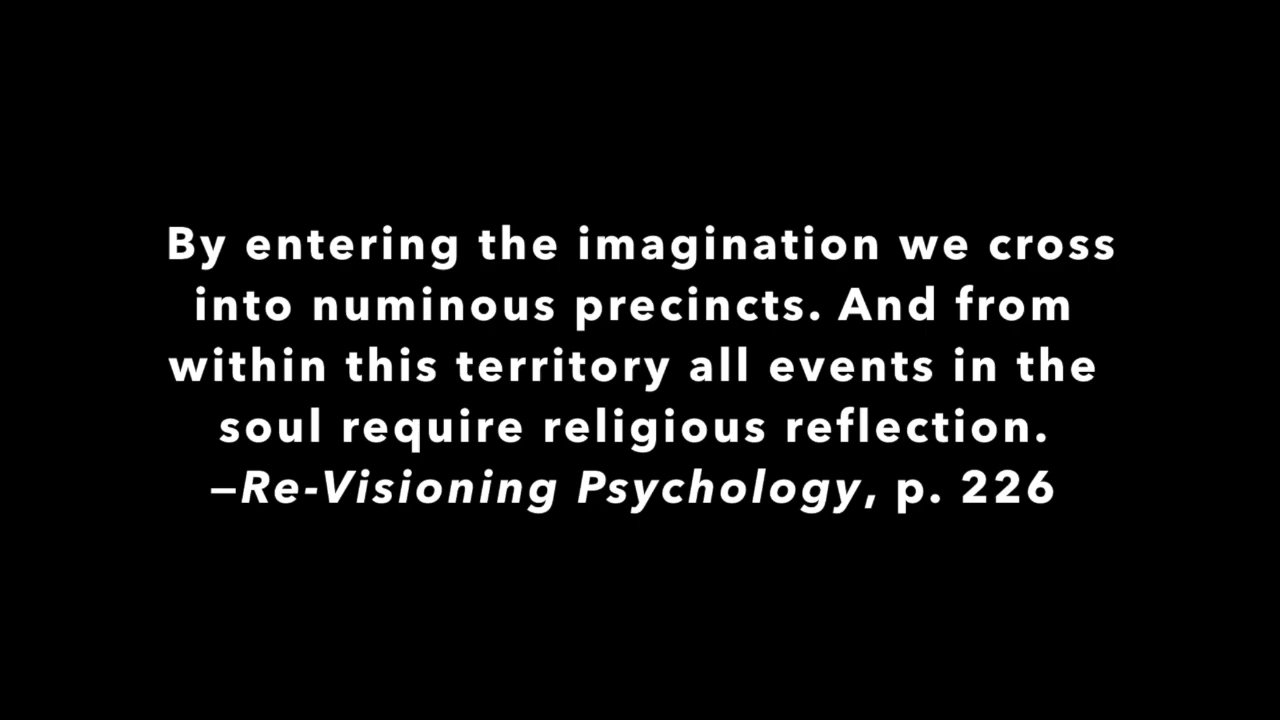 By entering the imagination we cross
into numinous precincts. And from
within this territory all events in the
soul require religious reflection.
—Re-Visioning Psychology, p. 226